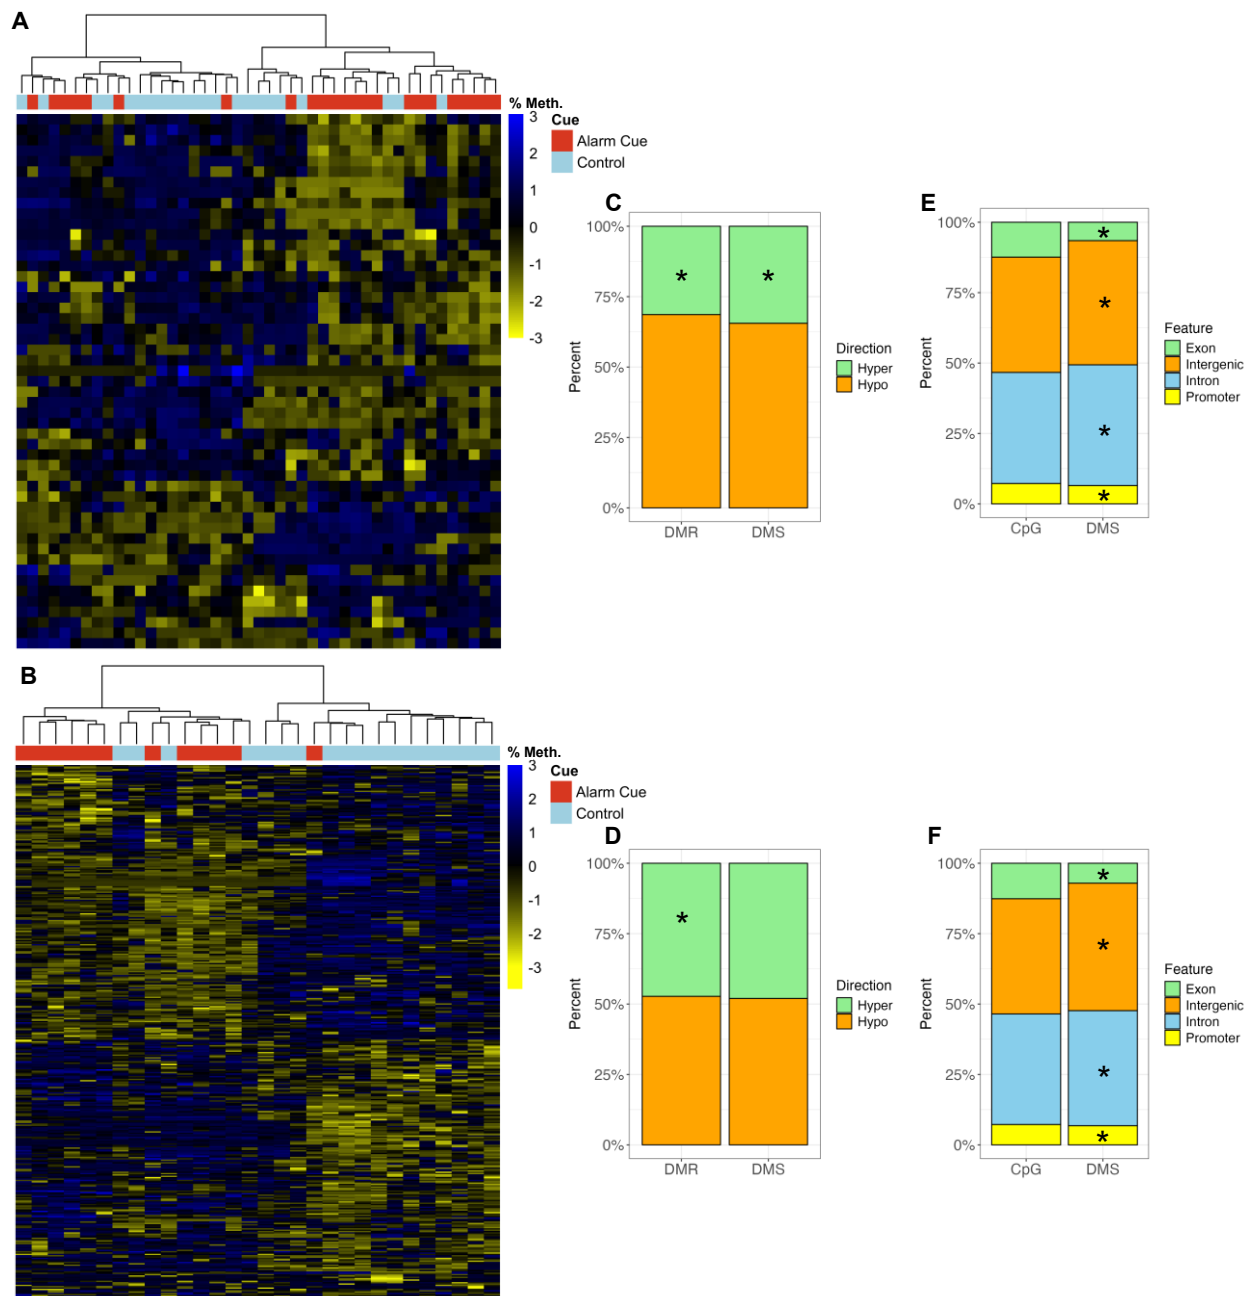 A
% Meth.
3
2
1
0
-1
-2
-3
Cue
Alarm Cue
Control
C
100%
75%
50%
25%
0%
Percent
*
*
DMR
DMS
Direction
Hyper
Hypo
E
100%
75%
50%
25%
0%
Percent
*
*
*
*
CpG
DMS
Feature
Exon
Intergenic
Intron
Promoter
B
% Meth.
3
2
1
0
-1
-2
-3
Cue
Alarm Cue
Control
D
100%
75%
50%
25%
0%
Percent
*
DMR
DMS
Direction
Hyper
Hypo
F
100%
75%
50%
25%
0%
Percent
*
*
*
*
CpG
DMS
Feature
Exon
Intergenic
Intron
Promoter